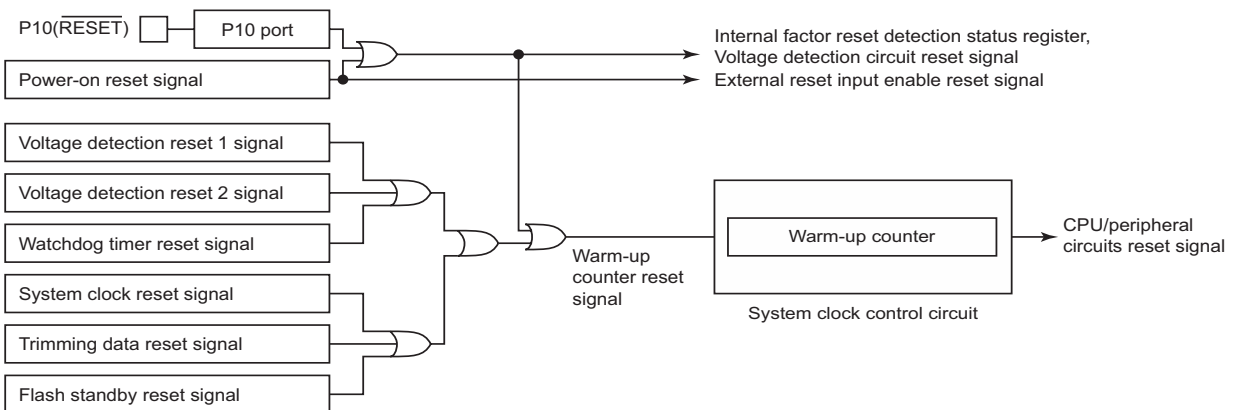 P10(RESET)
P10 port
Internal factor reset detection status register,
Voltage detection circuit reset signal
Power-on reset signal
External reset input enable reset signal
Voltage detection reset 1 signal
Voltage detection reset 2 signal
Watchdog timer reset signal
System clock reset signal
Trimming data reset signal
Flash standby reset signal
Warm-up
counter reset
signal
Warm-up counter
System clock control circuit
CPU/peripheral
circuits reset signal